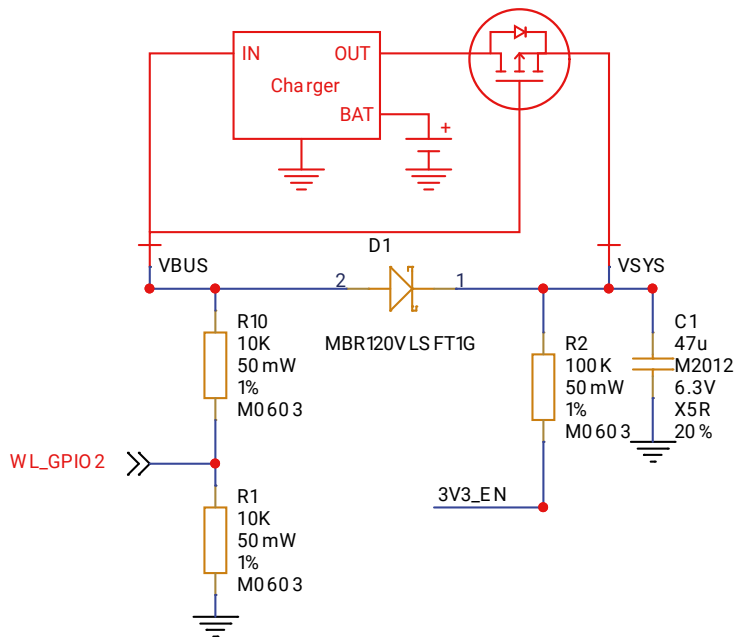 IN
OUT
Charger
BAT
+
VBUS
D1
VSYS
2
1
MBR120VLSFT1G
R10
10K
50mW
1%
M0603
R2
100K
50mW
1%
M0603
C1
47u
M2012
6.3V
X5R
20%
WL_GPIO2
3V3_EN
R1
10K
50mW
1%
M0603